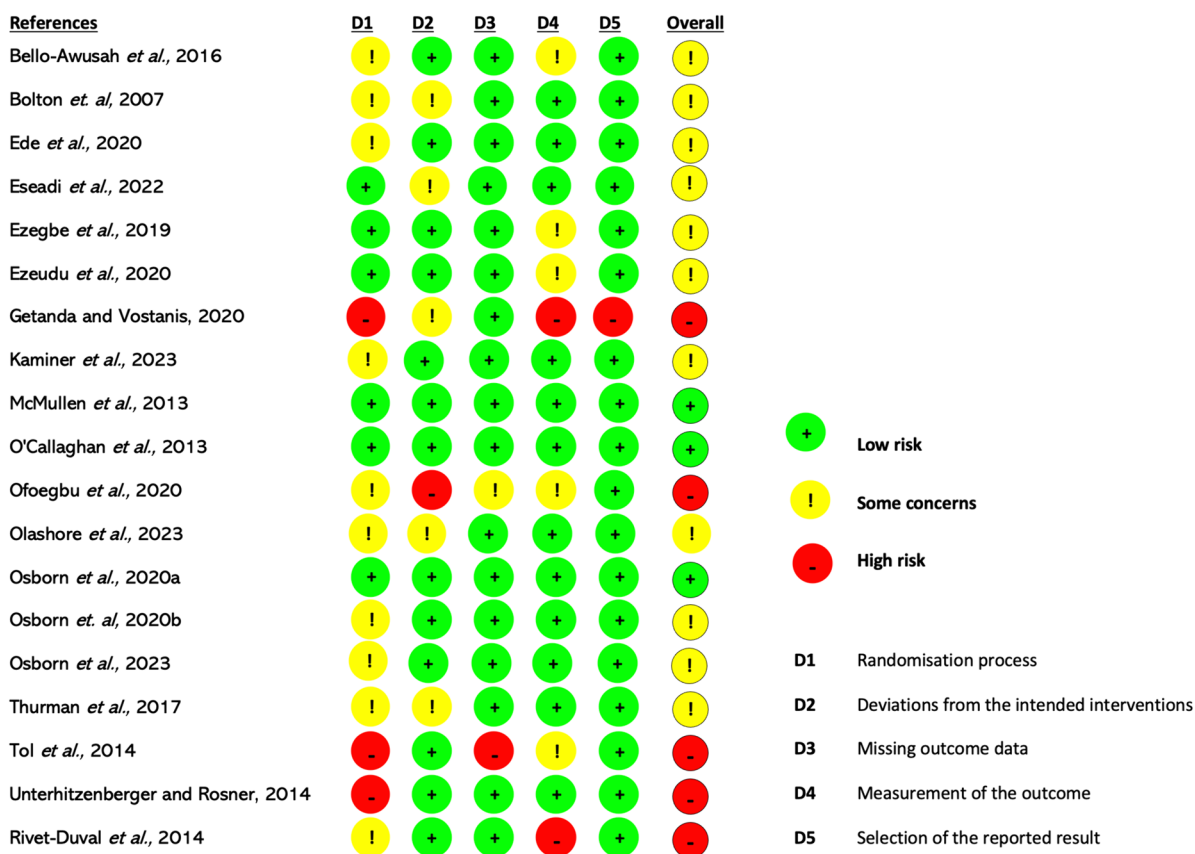 References D1 D2 D3 D4 D5 Overall
Bello-Awusah et al., 2016 ! + + ! + !
Bolton et. al, 2007 ! ! + + + !
Ede et al., 2020 ! + + + + !
Eseadi et al., 2022 + ! + + + !
Ezegbe et al., 2019 + + + ! + !
Ezeudu et al., 2020 + + + ! + !
Getanda and Vostanis, 2020 - ! + - - -
Kaminer et al., 2023 ! + + + + !
McMullen et al., 2013 + + + + + +
O'Callaghan et al., 2013 + + + + + +
+ Low risk
Ofoegbu et al., 2020 ! - ! ! + -
! Some concerns
Olashore et al., 2023 ! ! + + + !
- High risk
Osborn et al., 2020a + + + + + +
Osborn et. al, 2020b ! + + + + !
Osborn et al., 2023 ! + + + + !
D1 Randomisation process
Thurman et al., 2017 ! ! + + + !
D2 Deviations from the intended interventions
Tol et al., 2014 - + - ! + -
D3 Missing outcome data
Unterhitzenberger and Rosner, 2014 - + + + + -
D4 Measurement of the outcome
Rivet-Duval et al., 2014 ! + + - + -
D5 Selection of the reported result